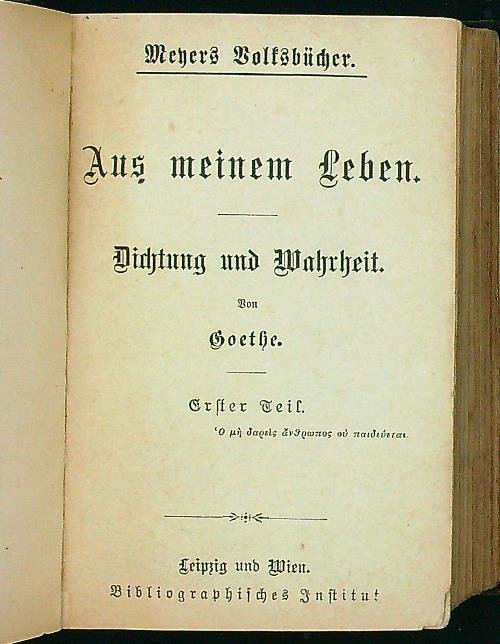 Meyers Volksbücher.
Aus meinem Leben.
Dichtung und Wahrheit.
Von
Goethe.
Erster Teil.
Ὁ μὴ δαρεὶς ἄνθρωπος οὐ παιδεύεται.
Leipzig und Wien.
Bibliographisches Institut